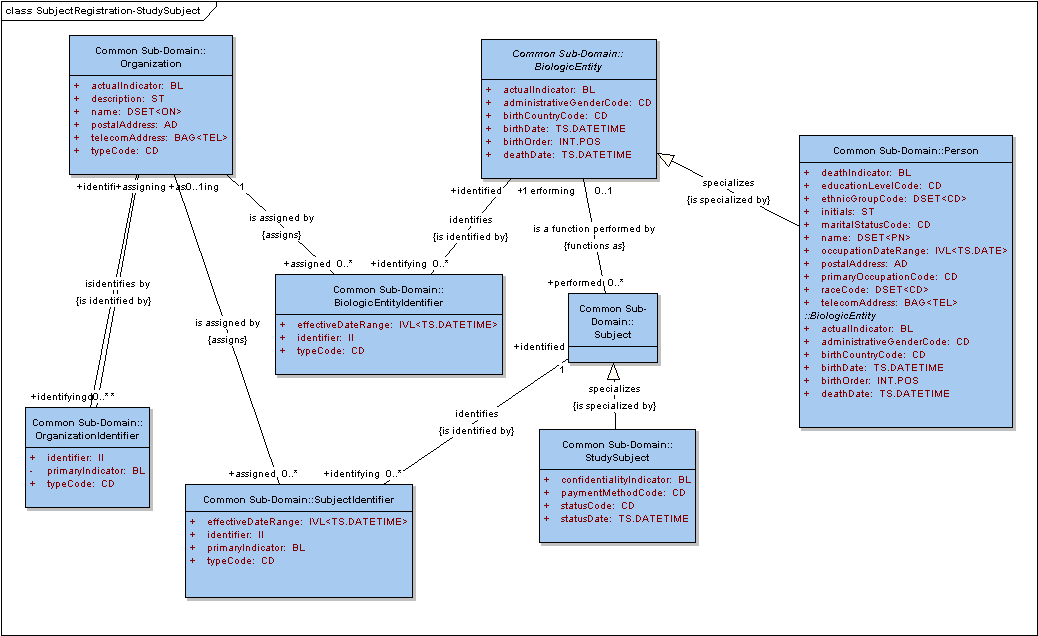 class SubjectRegistration-StudySubject
Common Sub-Domain::
Organization
+ actualIndicator: BL
+ description: ST
+ name: DSET<ON>
+ postalAddress: AD
+ telecomAddress: BAG<TEL>
+ typeCode: CD
Common Sub-Domain::
BiologicEntity
+ actualIndicator: BL
+ administrativeGenderCode: CD
+ birthCountryCode: CD
+ birthDate: TS.DATETIME
+ birthOrder: INT.POS
+ deathDate: TS.DATETIME
Common Sub-Domain::Person
+ deathIndicator: BL
+ educationLevelCode: CD
+ ethnicGroupCode: DSET<CD>
+ initials: ST
+ maritalStatusCode: CD
+ name: DSET<PN>
+ occupationDateRange: IVL<TS.DATE>
+ postalAddress: AD
+ primaryOccupationCode: CD
+ raceCode: DSET<CD>
+ telecomAddress: BAG<TEL>
::BiologicEntity
+ actualIndicator: BL
+ administrativeGenderCode: CD
+ birthCountryCode: CD
+ birthDate: TS.DATETIME
+ birthOrder: INT.POS
+ deathDate: TS.DATETIME
specializes
{is specialized by}
+assigning
1
is assigned by
{assigns}
+assigned 0..*
+identified
identifies
{is identified by}
+identifying 0..*
0..1
is a function performed by
{functions as}
+performed 0..*
Common Sub-Domain::
BiologicEntityIdentifier
+ effectiveDateRange: IVL<TS.DATETIME>
+ identifier: II
+ typeCode: CD
Common Sub-
Domain::
Subject
+identified
1
{is identified by}
is assigned by
{assigns}
specializes
{is specialized by}
identifies
{is identified by}
Common Sub-Domain::
OrganizationIdentifier
+ identifier: II
- primaryIndicator: BL
+ typeCode: CD
+assigned 0..*
+identifying 0..*
Common Sub-Domain::
StudySubject
+ confidentialityIndicator: BL
+ paymentMethodCode: CD
+ statusCode: CD
+ statusDate: TS.DATETIME
Common Sub-Domain::SubjectIdentifier
+ effectiveDateRange: IVL<TS.DATETIME>
+ identifier: II
+ primaryIndicator: BL
+ typeCode: CD